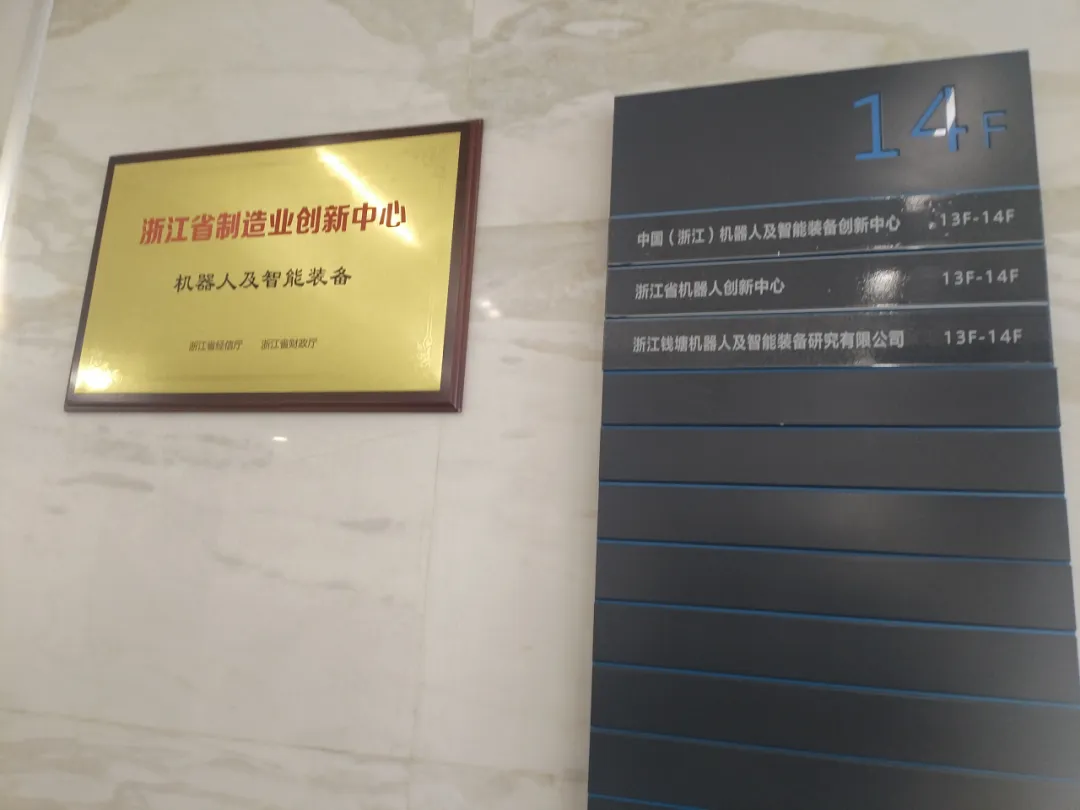 浙江省制造业创新中心
机器人及智能装备
浙江省经信厅 浙江省财政厅
14F
中国（浙江）机器人及智能装备创新中心 13F-14F
浙江省机器人创新中心 13F-14F
浙江钱塘机器人及智能装备研究有限公司 13F-14F